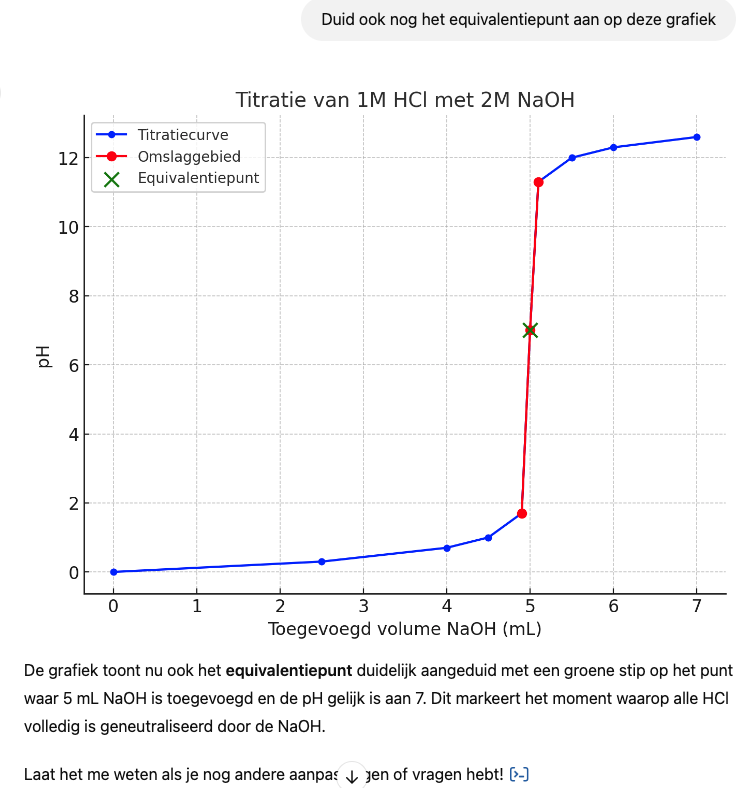 Duid ook nog het equivalentiepunt aan op deze grafiek
Titratie van 1M HCl met 2M NaOH
Titratiecurve
Omslaggebied
Equivalentiepunt
pH
12
10
8
6
4
2
0
0 1 2 3 4 5 6 7
Toegevoegd volume NaOH (mL)
De grafiek toont nu ook het equivalentiepunt duidelijk aangeduid met een groene stip op het punt
waar 5 mL NaOH is toegevoegd en de pH gelijk is aan 7. Dit markeert het moment waarop alle HCl
volledig is geneutraliseerd door de NaOH.
Laat het me weten als je nog andere of vragen hebt!